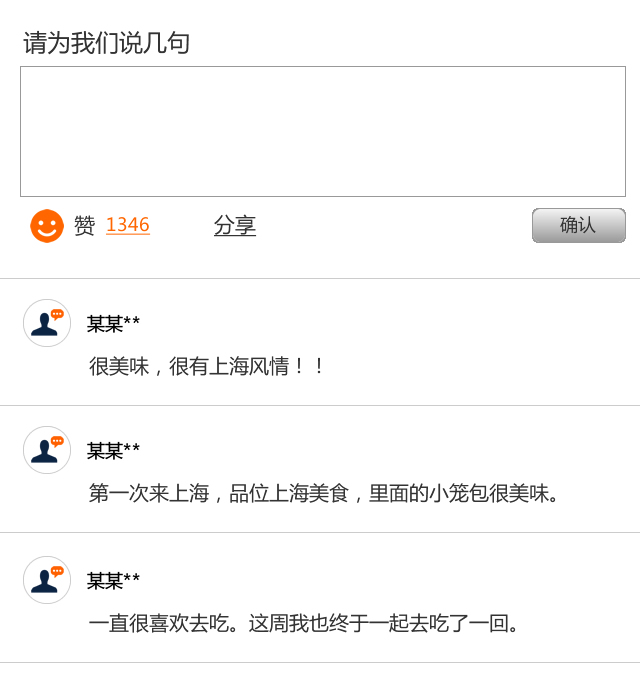 请为我们说几句
赞 1346 分享 确认
某某**
很美味，很有上海风情！！
某某**
第一次来上海，品位上海美食，里面的小笼包很美味。
某某**
一直很喜欢去吃。这周我也终于一起去吃了一回。